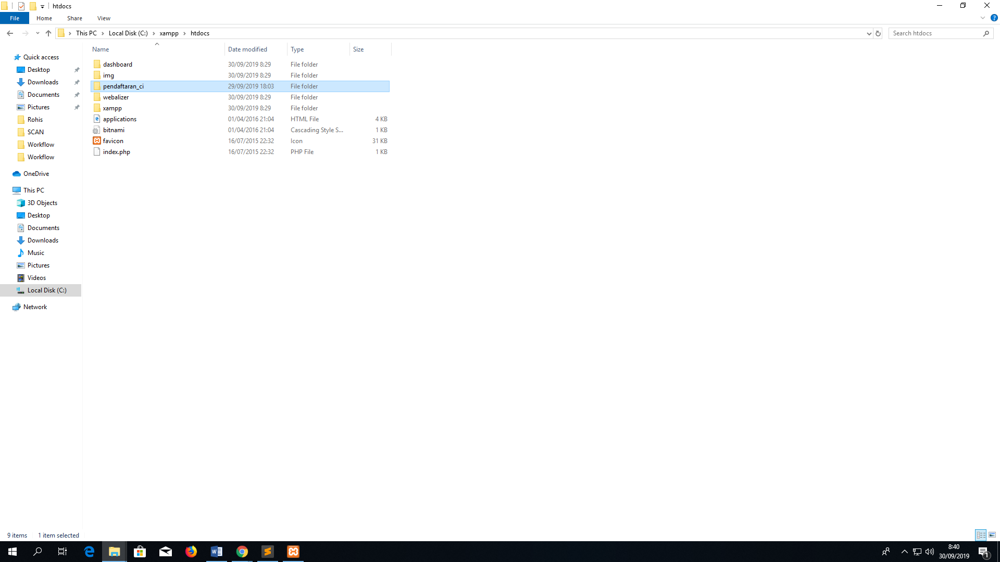 htdocs
File Home Share View
This PC Local Disk (C:) xampp htdocs Search htdocs
Name Date modified Type Size
Quick access
Desktop
Downloads
Documents
Pictures
Rohis
SCAN
Workflow
Workflow
OneDrive
This PC
3D Objects
Desktop
Documents
Downloads
Music
Pictures
Videos
Local Disk (C:)
Network
dashboard 30/09/2019 8:29 File folder
img 30/09/2019 8:29 File folder
pendaftaran_ci 29/09/2019 18:03 File folder
webalizer 30/09/2019 8:29 File folder
xampp 30/09/2019 8:29 File folder
applications 01/04/2016 21:04 HTML File 4 KB
bitnami 01/04/2016 21:04 Cascading Style S... 1 KB
favicon 16/07/2015 22:32 Icon 31 KB
index.php 16/07/2015 22:32 PHP File 1 KB
9 items 1 item selected
8:40
30/09/2019
1